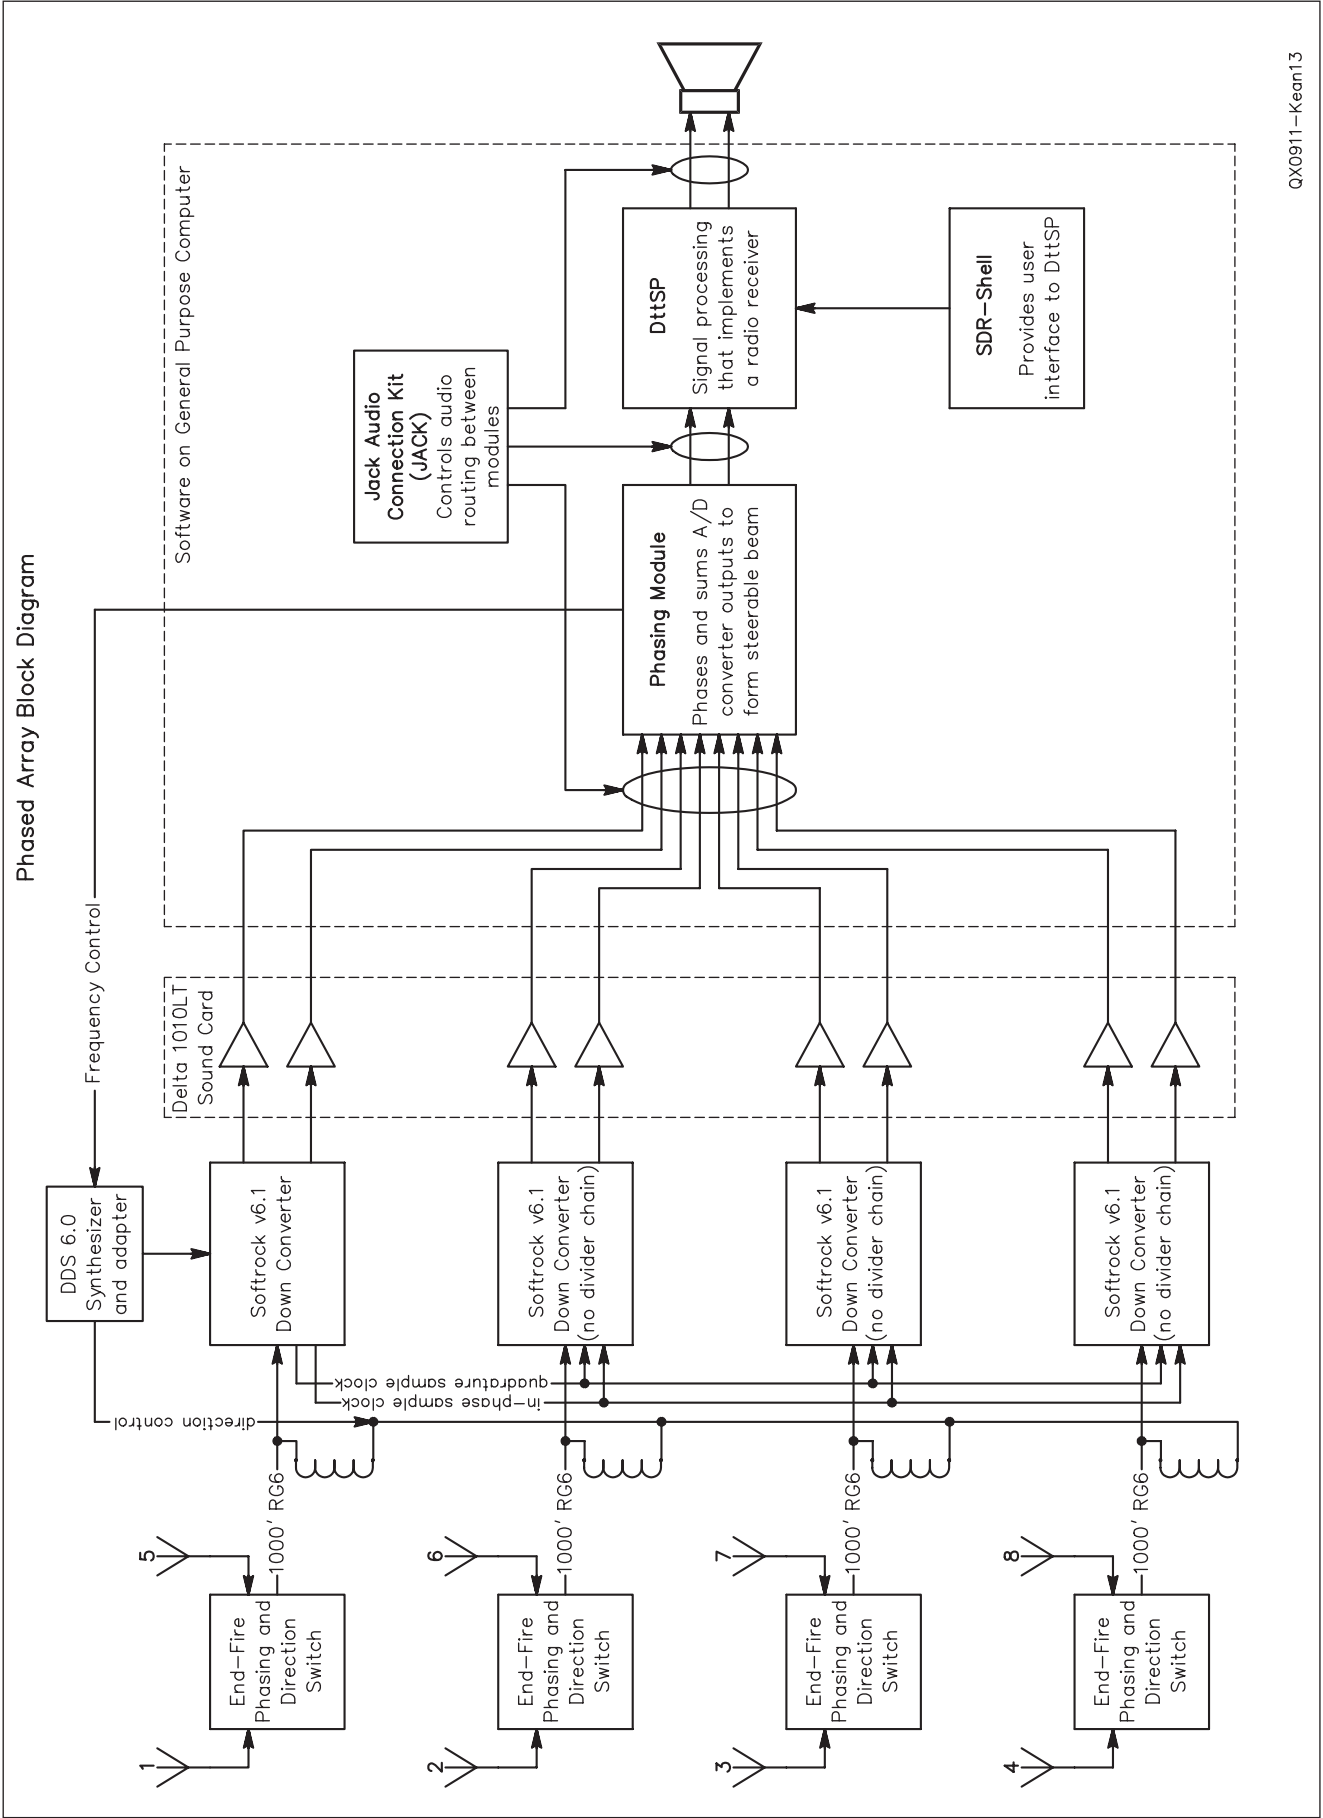 Phased Array Block Diagram
DDS 6.0
Synthesizer
and adapter
Frequency Control
direction control
Softrock v6.1
Down Converter
Delta 1010LT
Sound Card
Software on General Purpose Computer
1
5
End-Fire
Phasing and
Direction
Switch
1000' RG6
quadrature sample clock
in-phase sample clock
Jack Audio
Connection Kit
(JACK)
Controls audio
routing between
modules
2
6
End-Fire
Phasing and
Direction
Switch
1000' RG6
Softrock v6.1
Down Converter
(no divider chain)
Phasing Module
Phases and sums A/D
converter outputs to
form steerable beam
DttSP
Signal processing
that implements
a radio receiver
3
7
End-Fire
Phasing and
Direction
Switch
1000' RG6
Softrock v6.1
Down Converter
(no divider chain)
SDR-Shell
Provides user
interface to DttSP
4
8
End-Fire
Phasing and
Direction
Switch
1000' RG6
Softrock v6.1
Down Converter
(no divider chain)
QX0911-Kean13